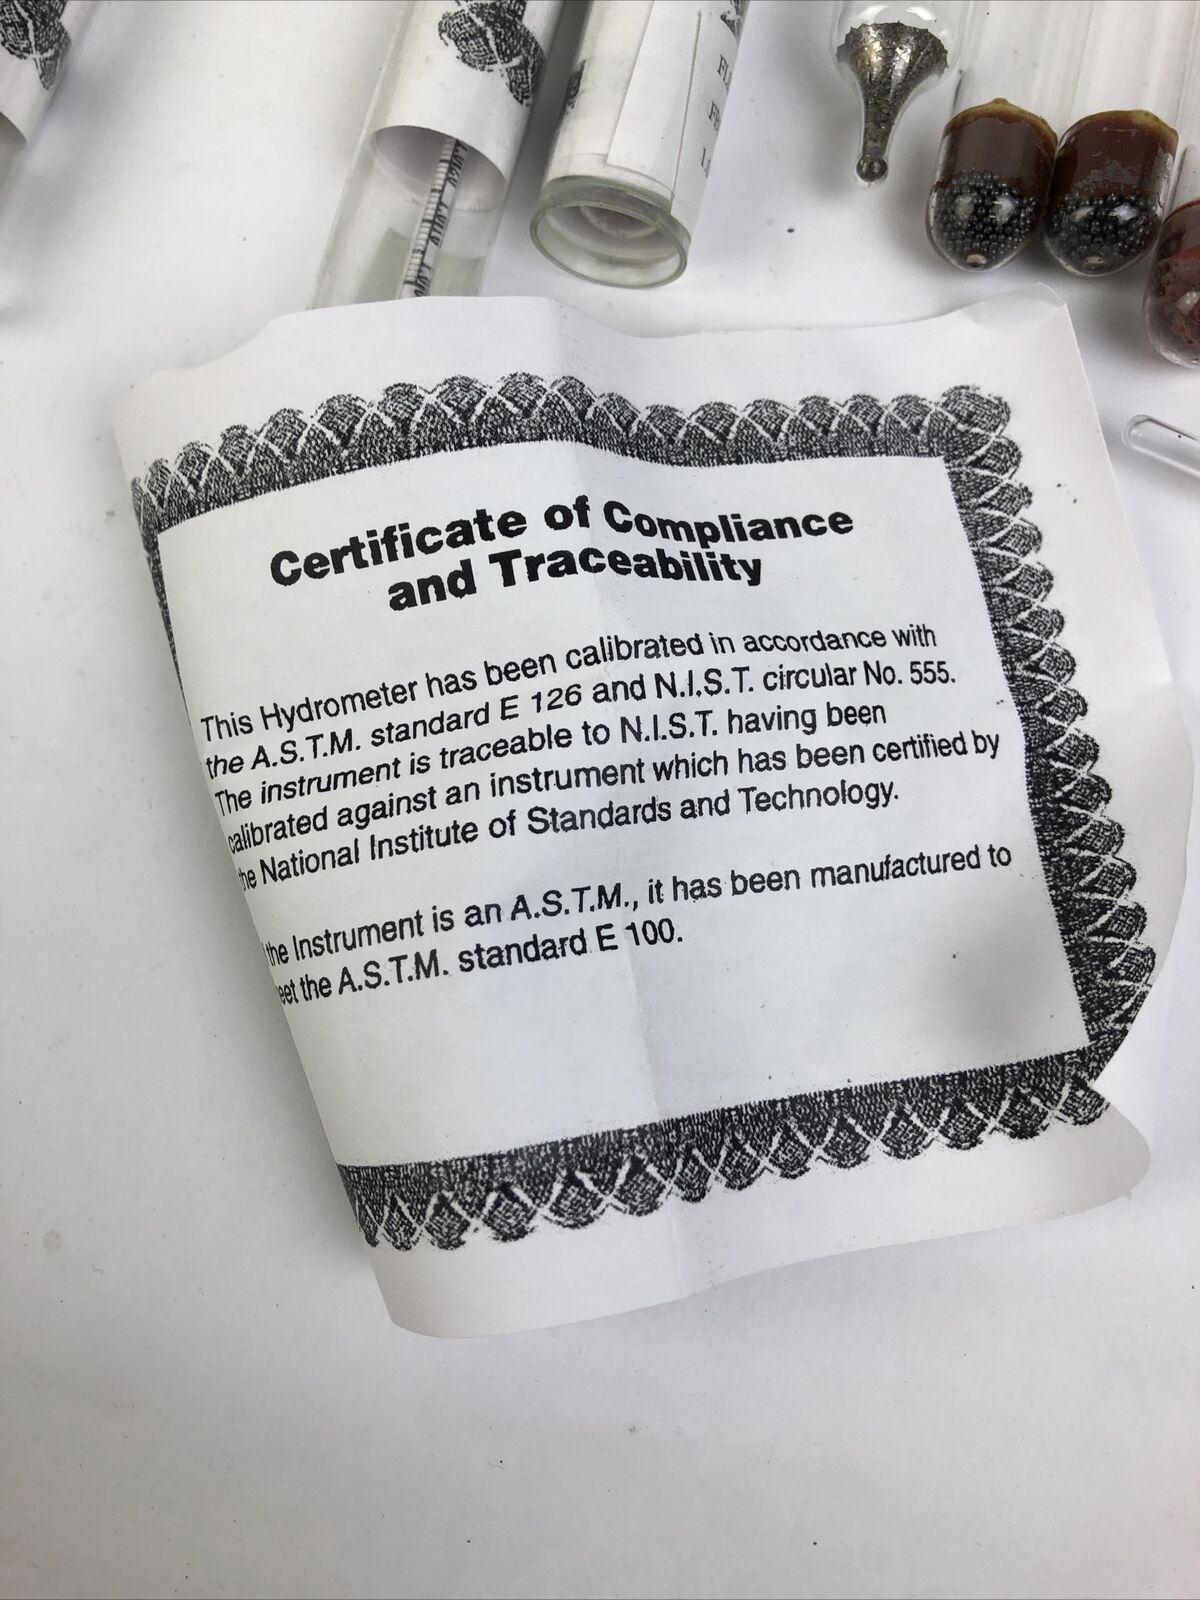 Certificate of Compliance
and Traceability
This Hydrometer has been calibrated in accordance with
the A.S.T.M. standard E 126 and N.I.S.T. circular No. 555.
The instrument is traceable to N.I.S.T. having been
calibrated against an instrument which has been certified by
the National Institute of Standards and Technology.
the Instrument is an A.S.T.M., it has been manufactured to
eet the A.S.T.M. standard E 100.